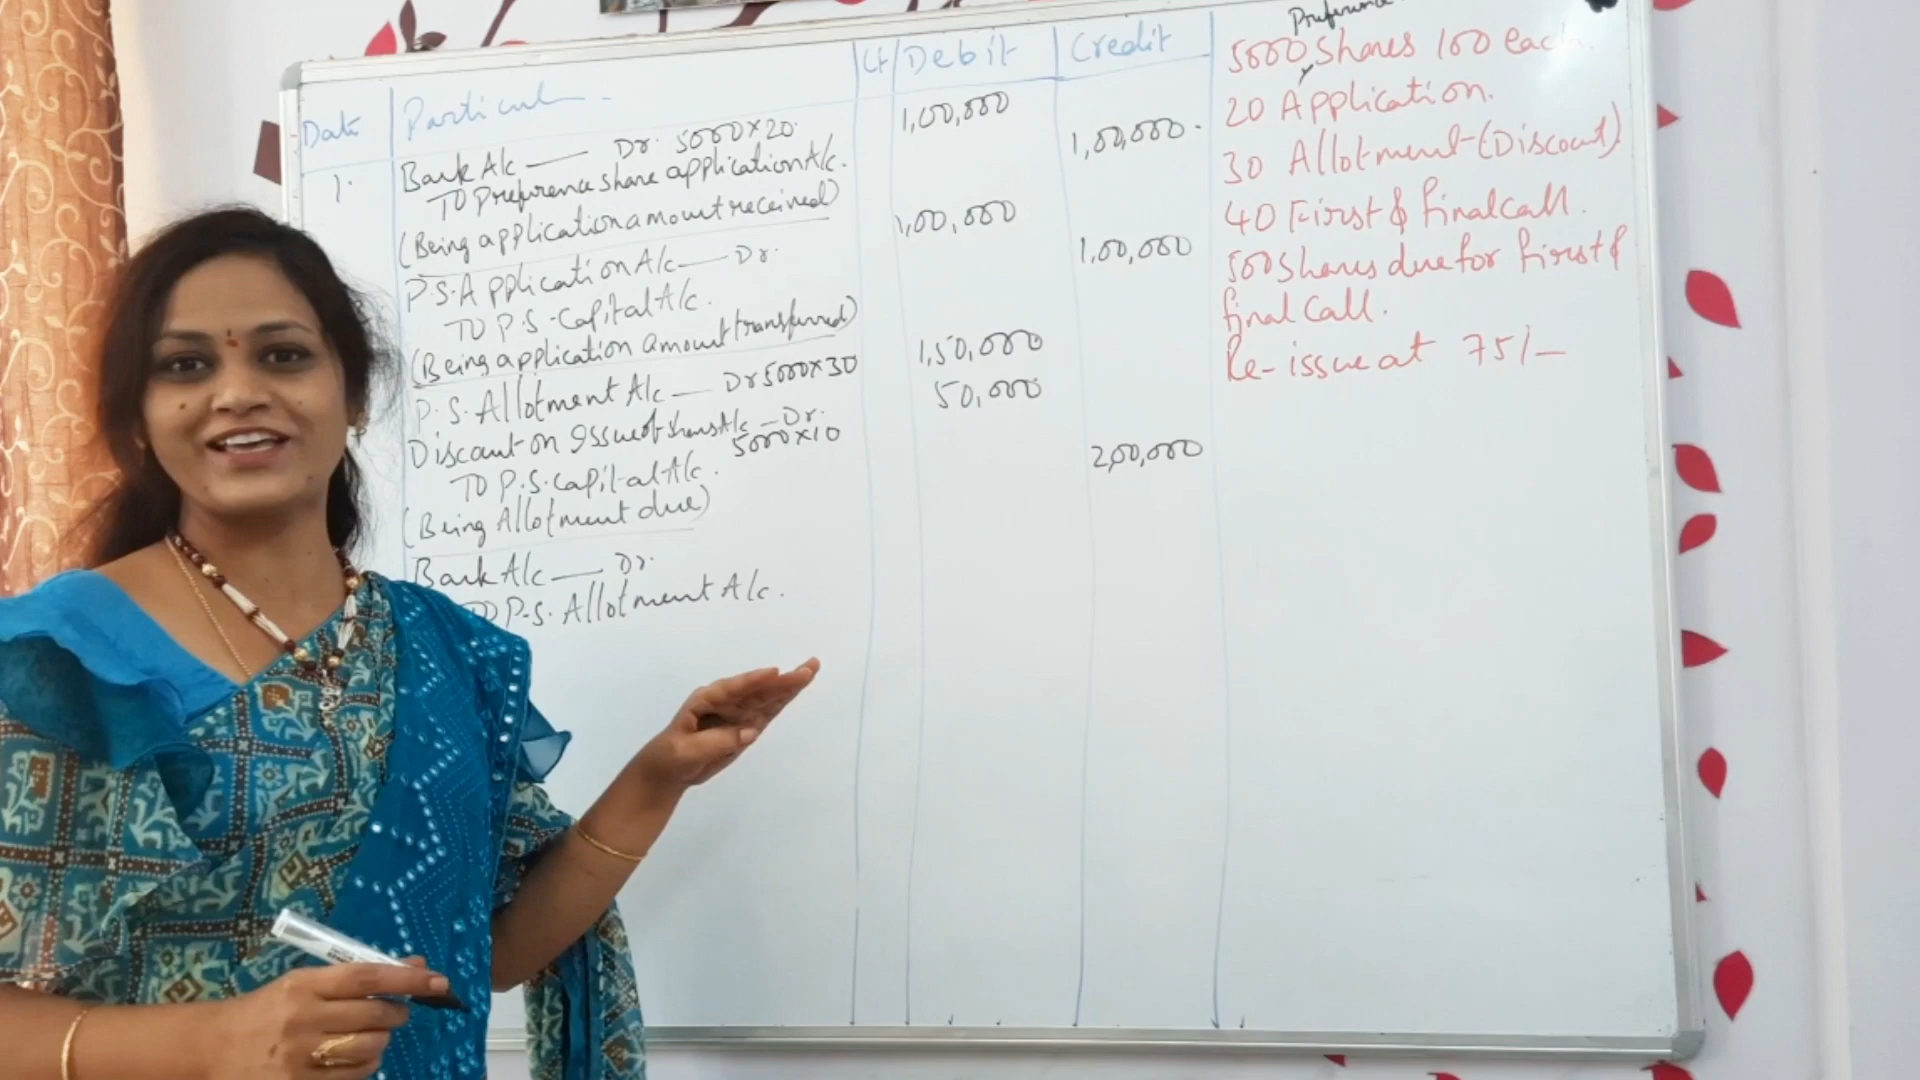 Date Particul L.f Debit Credit
1. Bank A/c — Dr. 5000×20. 1,00,000
TO Preference share application A/c. 1,00,000.
(Being application amount received)
P.S. Application A/c — Dr. 1,00,000
TO P.S. Capital A/c. 1,00,000
(Being application amount transferred)
P.S. Allotment A/c — Dr 5000×30 1,50,000
Discount on Issue of shares A/c — Dr. 50,000
5000×10
TO P.S. capital A/c. 2,00,000
(Being Allotment due)
Bank A/c — Dr.
TO P.S. Allotment A/c.
Preference
5000 Shares 100 each.
20 Application.
30 Allotment-(Discount)
40 First & Final call.
500 Shares due for First &
final Call.
Re-issue at 75/—